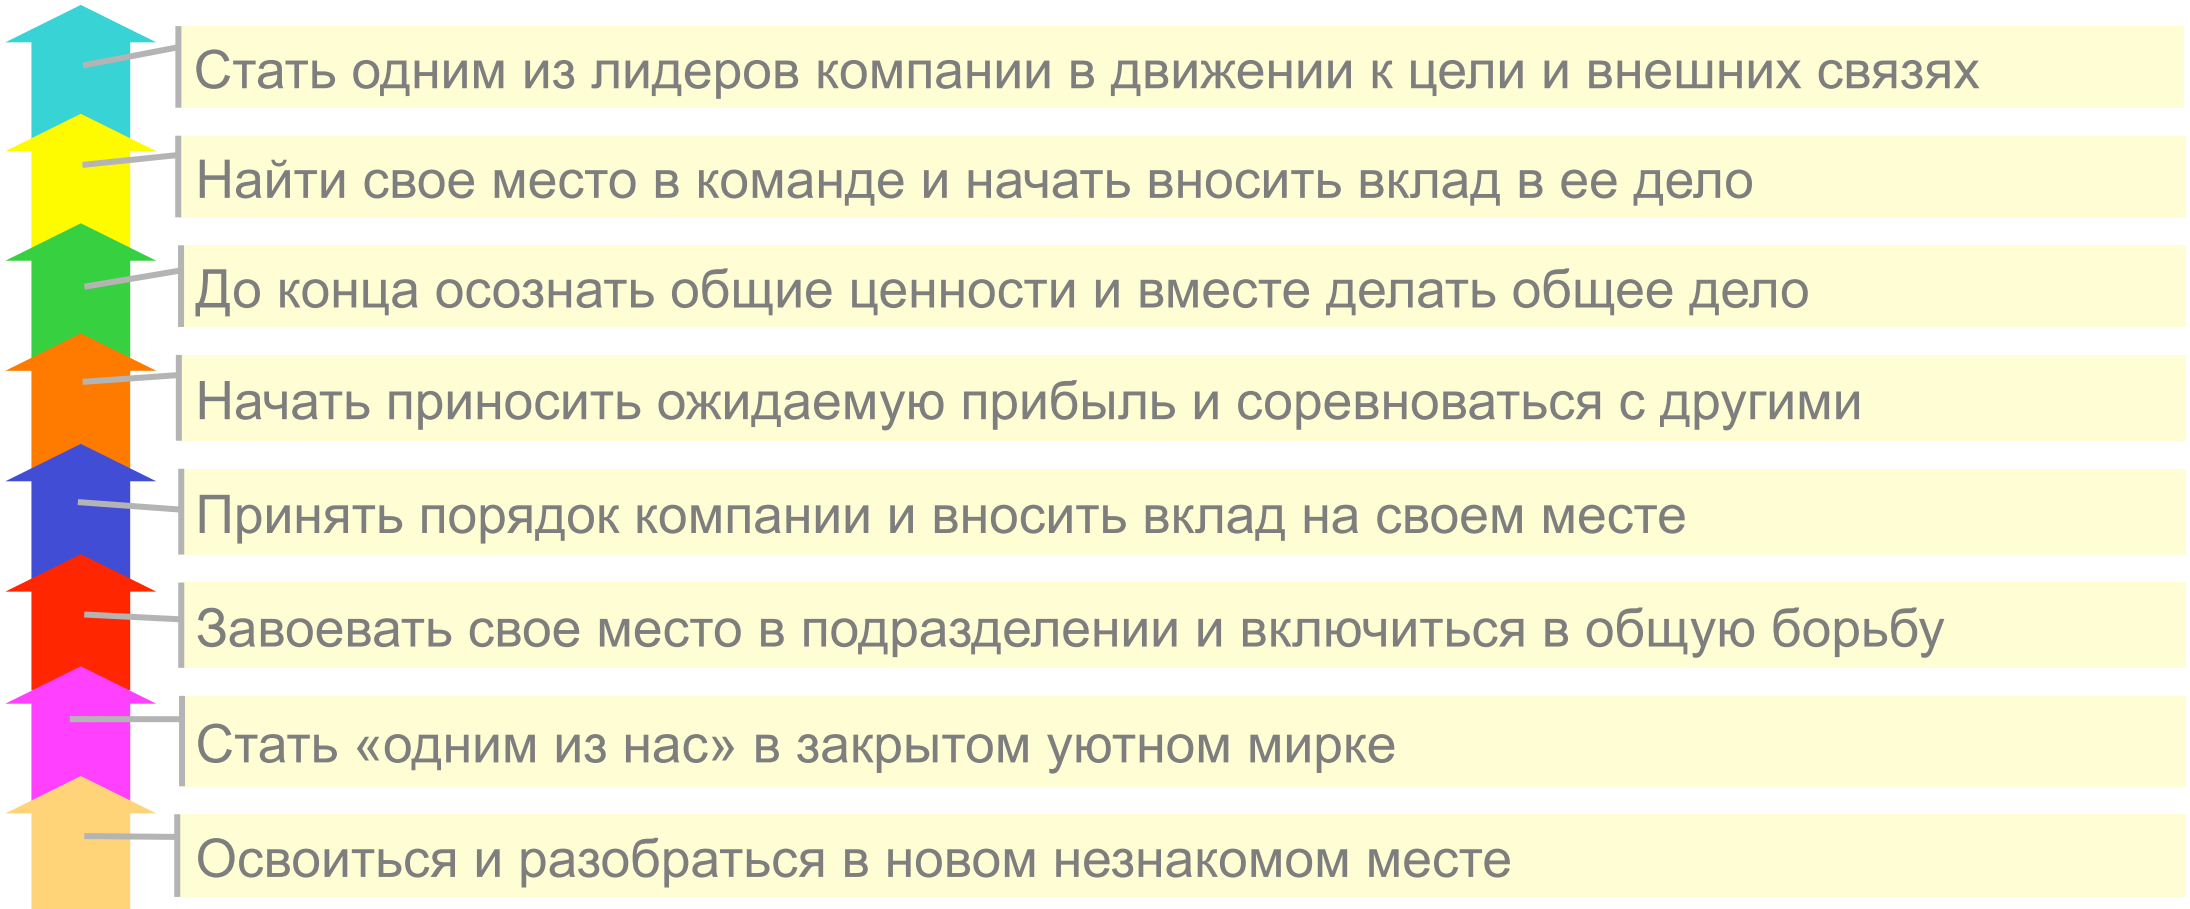 Стать одним из лидеров компании в движении к цели и внешних связях
Найти свое место в команде и начать вносить вклад в ее дело
До конца осознать общие ценности и вместе делать общее дело
Начать приносить ожидаемую прибыль и соревноваться с другими
Принять порядок компании и вносить вклад на своем месте
Завоевать свое место в подразделении и включиться в общую борьбу
Стать «одним из нас» в закрытом уютном мирке
Освоиться и разобраться в новом незнакомом месте